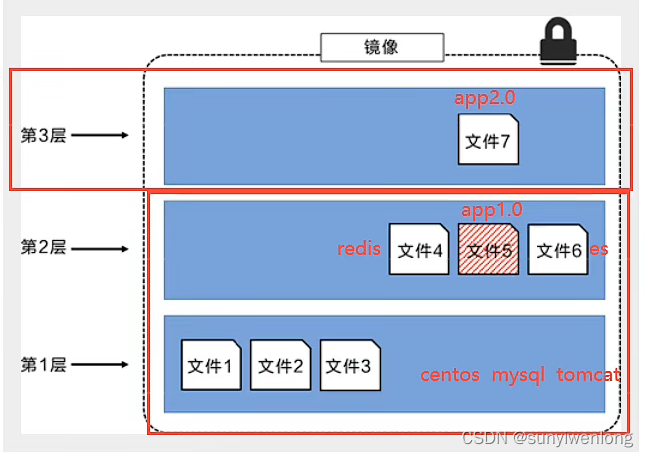 镜像
app2.0
第3层
文件7
app1.0
第2层
redis 文件4 文件5 文件6 es
第1层
文件1 文件2 文件3
centos mysql tomcat
CSDN @sunyiwenlong